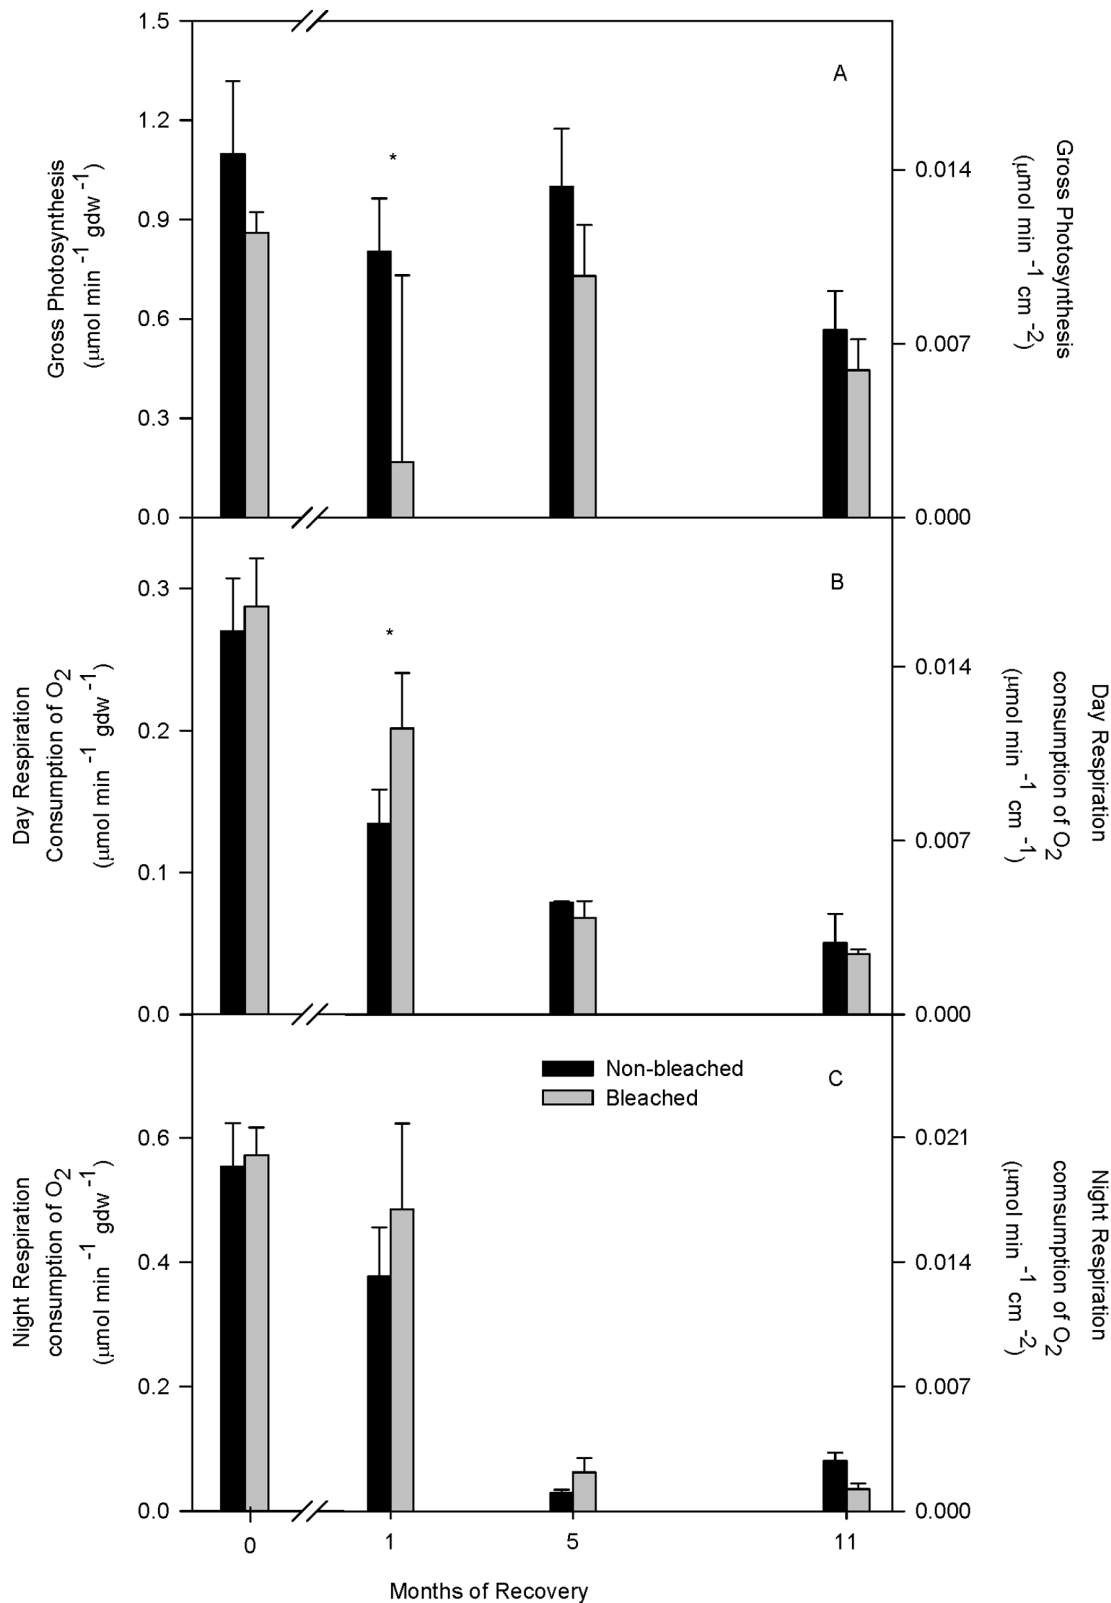 A
Gross Photosynthesis
(μmol min⁻¹ gdw⁻¹)
1.5
1.2
0.9
0.6
0.3
0.0
*
0.014
0.007
0.000
Gross Photosynthesis
(μmol min⁻¹ cm⁻²)
B
Day Respiration
Consumption of O₂
(μmol min⁻¹ gdw⁻¹)
0.3
0.2
0.1
0.0
*
0.014
0.007
0.000
Day Respiration
consumption of O₂
(μmol min⁻¹ cm⁻¹)
Non-bleached
Bleached
C
Night Respiration
consumption of O₂
(μmol min⁻¹ gdw⁻¹)
0.6
0.4
0.2
0.0
0.021
0.014
0.007
0.000
Night Respiration
comsumption of O₂
(μmol min⁻¹ cm⁻²)
0 1 5 11
Months of Recovery